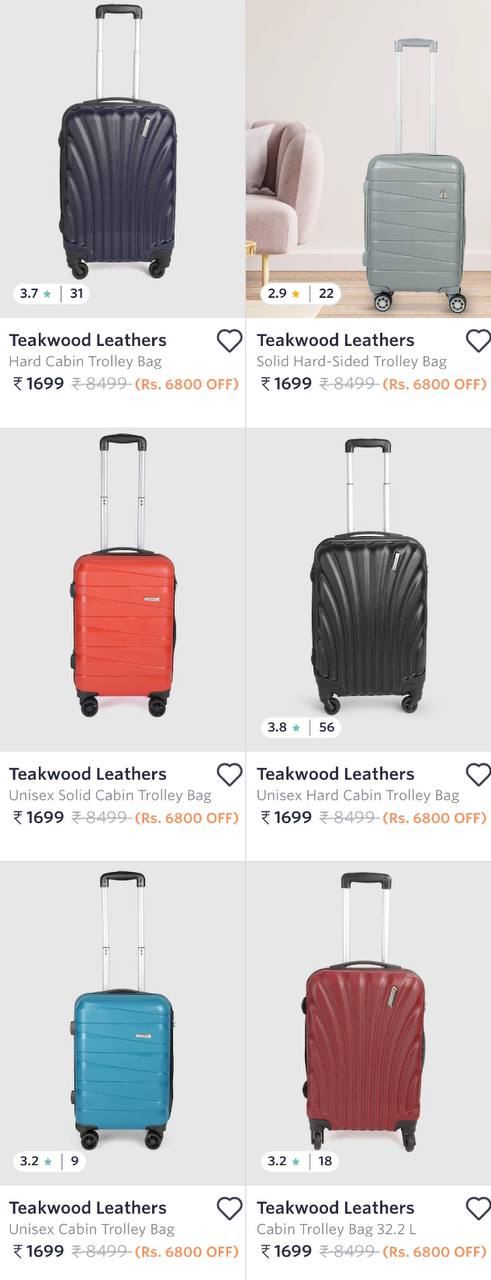 3.7 ★ | 31
2.9 ★ | 22
Teakwood Leathers
Hard Cabin Trolley Bag
₹ 1699 ₹ 8499 (Rs. 6800 OFF)
Teakwood Leathers
Solid Hard-Sided Trolley Bag
₹ 1699 ₹ 8499 (Rs. 6800 OFF)
3.8 ★ | 56
Teakwood Leathers
Unisex Solid Cabin Trolley Bag
₹ 1699 ₹ 8499 (Rs. 6800 OFF)
Teakwood Leathers
Unisex Hard Cabin Trolley Bag
₹ 1699 ₹ 8499 (Rs. 6800 OFF)
3.2 ★ | 9
3.2 ★ | 18
Teakwood Leathers
Unisex Cabin Trolley Bag
₹ 1699 ₹ 8499 (Rs. 6800 OFF)
Teakwood Leathers
Cabin Trolley Bag 32.2 L
₹ 1699 ₹ 8499 (Rs. 6800 OFF)